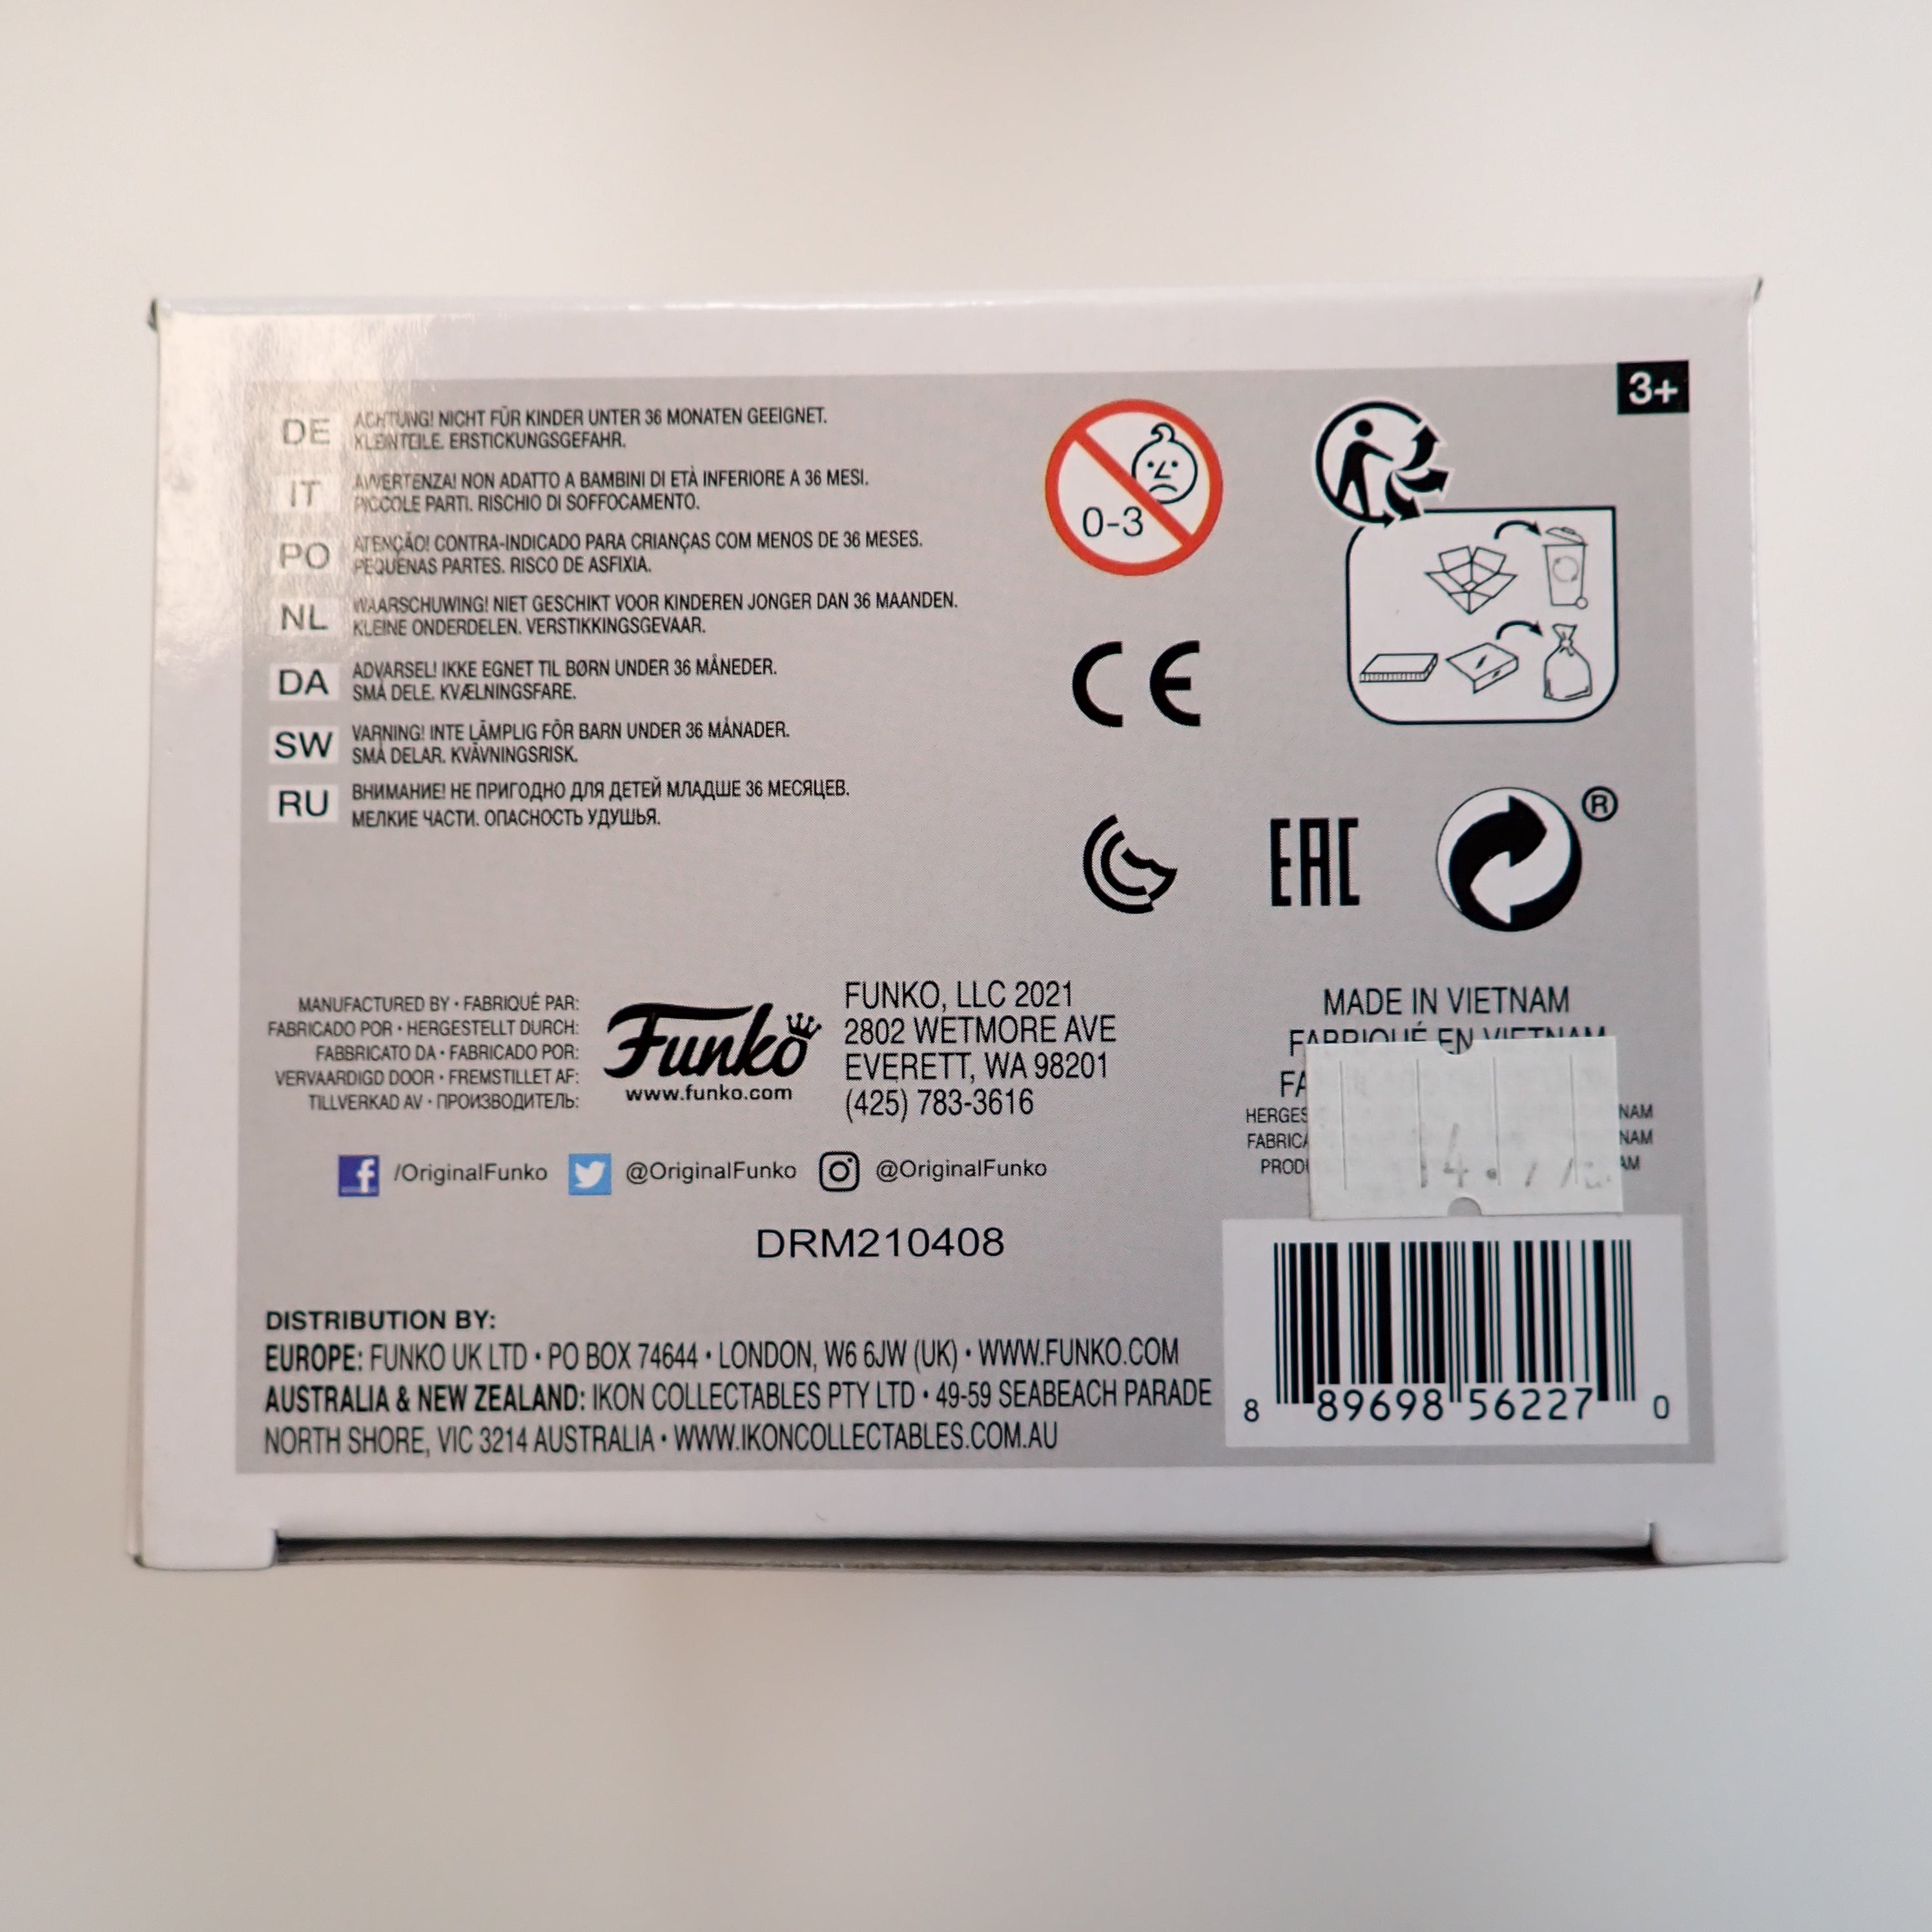 3+
DE ACHTUNG! NICHT FÜR KINDER UNTER 36 MONATEN GEEIGNET.
KLEINTEILE. ERSTICKUNGSGEFAHR.
IT AVVERTENZA! NON ADATTO A BAMBINI DI ETÀ INFERIORE A 36 MESI.
PICCOLE PARTI. RISCHIO DI SOFFOCAMENTO.
PO ATENÇÃO! CONTRA-INDICADO PARA CRIANÇAS COM MENOS DE 36 MESES.
PEQUENAS PARTES. RISCO DE ASFIXIA.
NL WAARSCHUWING! NIET GESCHIKT VOOR KINDEREN JONGER DAN 36 MAANDEN.
KLEINE ONDERDELEN. VERSTIKKINGSGEVAAR.
DA ADVARSEL! IKKE EGNET TIL BØRN UNDER 36 MÅNEDER.
SMÅ DELE. KVÆLNINGSFARE.
SW VARNING! INTE LÄMPLIG FÖR BARN UNDER 36 MÅNADER.
SMÅ DELAR. KVÄVNINGSRISK.
RU ВНИМАНИЕ! НЕ ПРИГОДНО ДЛЯ ДЕТЕЙ МЛАДШЕ 36 МЕСЯЦЕВ.
МЕЛКИЕ ЧАСТИ. ОПАСНОСТЬ УДУШЬЯ.
0-3
CE
EAC
®
MANUFACTURED BY • FABRIQUÉ PAR:
FABRICADO POR • HERGESTELLT DURCH:
FABBRICATO DA • FABRICADO POR:
VERVAARDIGD DOOR • FREMSTILLET AF:
TILLVERKAD AV • ПРОИЗВОДИТЕЛЬ:
Funko
www.funko.com
FUNKO, LLC 2021
2802 WETMORE AVE
EVERETT, WA 98201
(425) 783-3616
MADE IN VIETNAM
FABRIQUÉ EN VIETNAM
/OriginalFunko @OriginalFunko @OriginalFunko
DRM210408
DISTRIBUTION BY:
EUROPE: FUNKO UK LTD • PO BOX 74644 • LONDON, W6 6JW (UK) • WWW.FUNKO.COM
AUSTRALIA & NEW ZEALAND: IKON COLLECTABLES PTY LTD • 49-59 SEABEACH PARADE
NORTH SHORE, VIC 3214 AUSTRALIA • WWW.IKONCOLLECTABLES.COM.AU
8 89698 56227 0